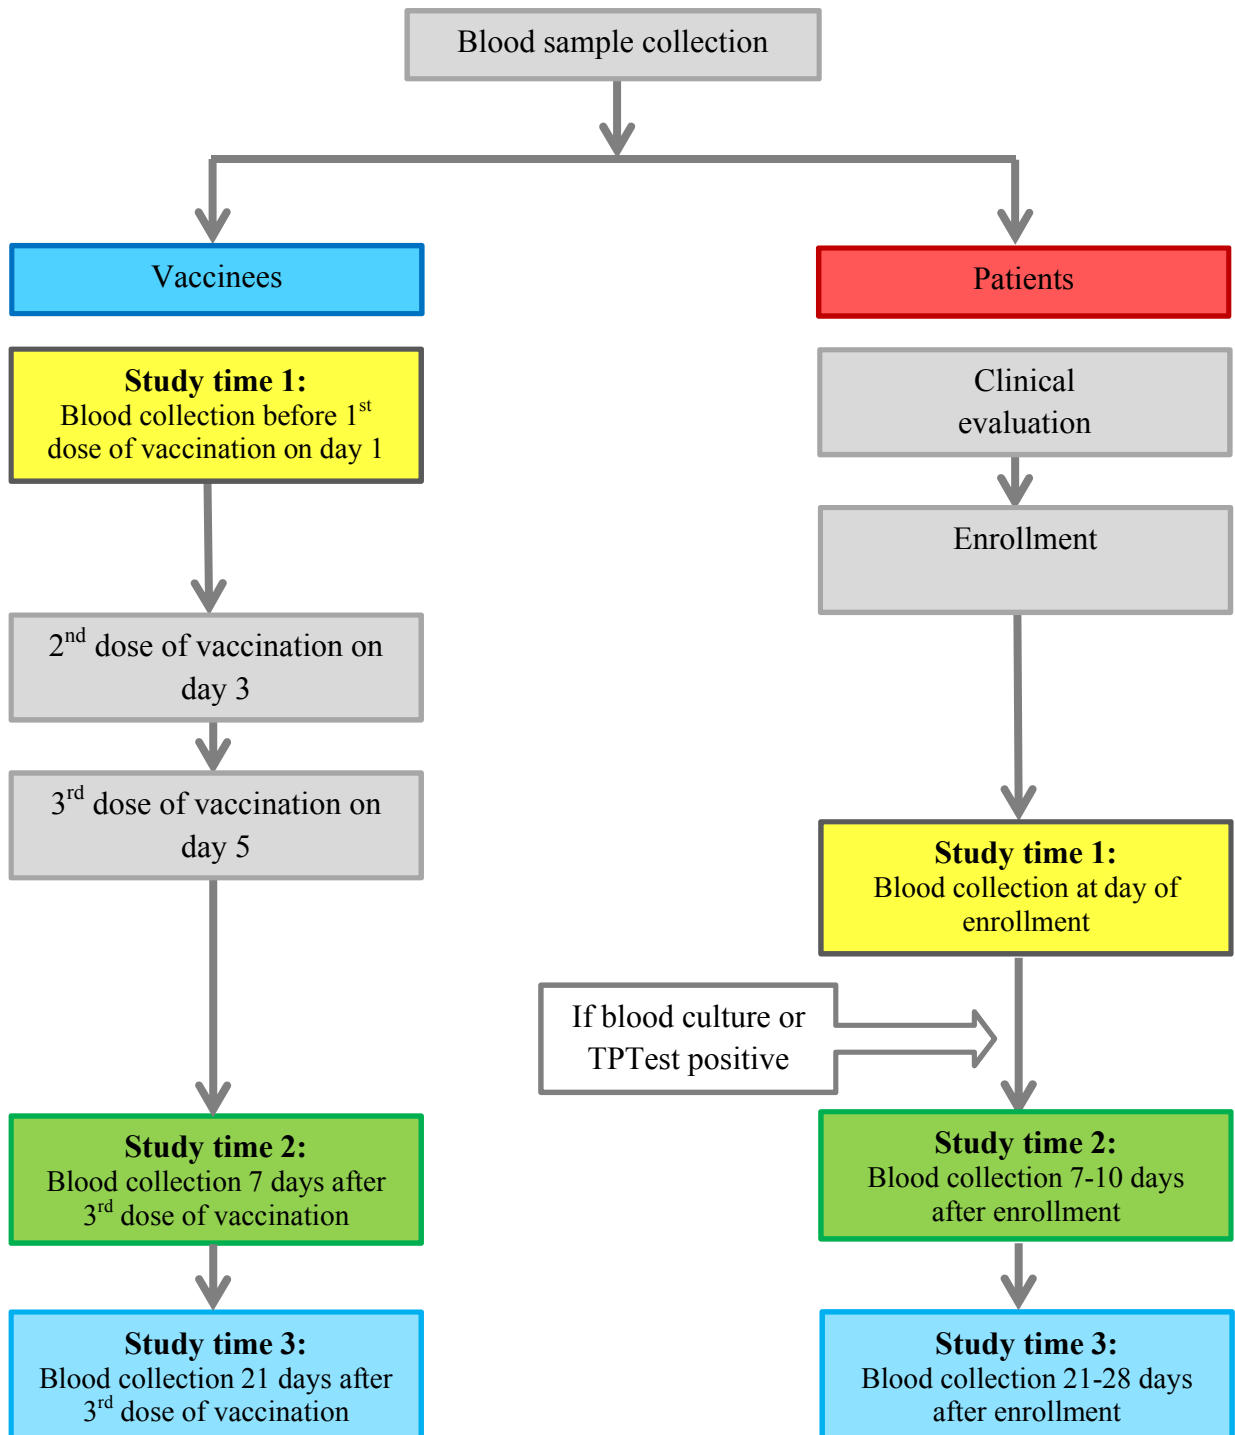 Blood sample collection
Vaccinees
Study time 1:
Blood collection before 1st
dose of vaccination on day 1
2nd dose of vaccination on
day 3
3rd dose of vaccination on
day 5
Study time 2:
Blood collection 7 days after
3rd dose of vaccination
Study time 3:
Blood collection 21 days after
3rd dose of vaccination
Patients
Clinical
evaluation
Enrollment
Study time 1:
Blood collection at day of
enrollment
If blood culture or
TPTest positive
Study time 2:
Blood collection 7-10 days
after enrollment
Study time 3:
Blood collection 21-28 days
after enrollment